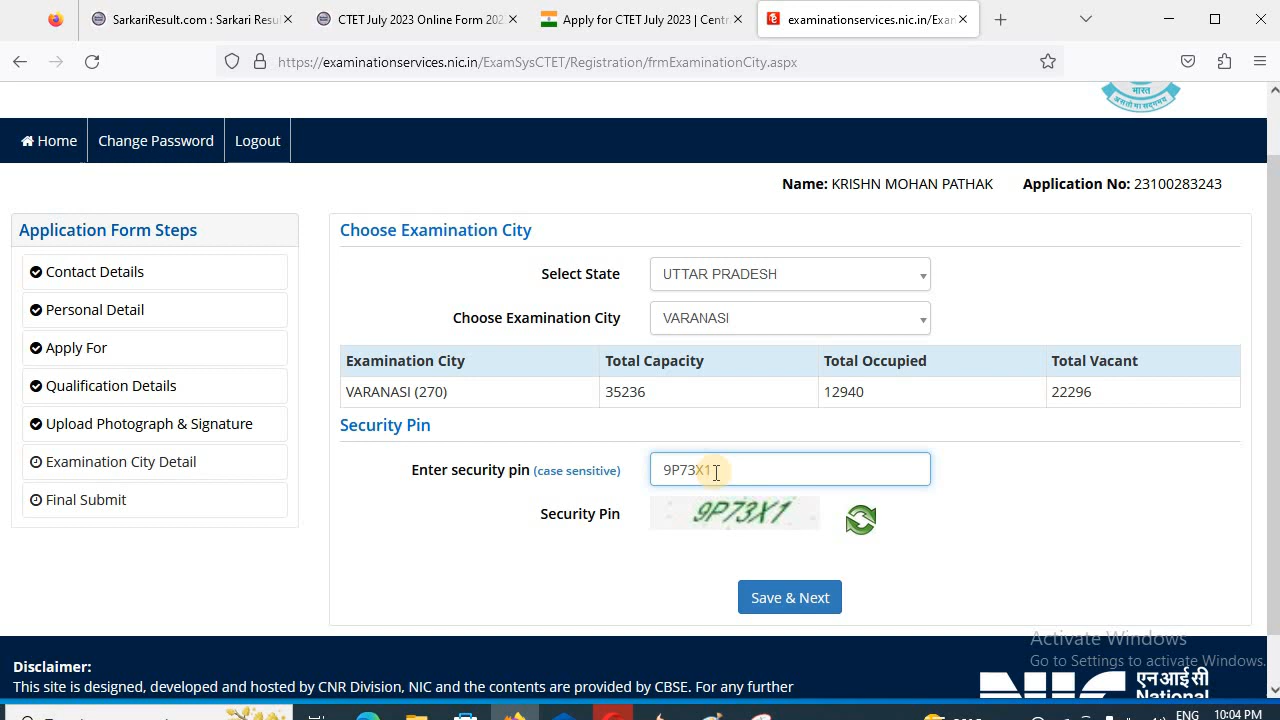 SarkariResult.com : Sarkari Resu
CTET July 2023 Online Form 202
Apply for CTET July 2023 | Centr
examinationservices.nic.in/Exan
https://examinationservices.nic.in/ExamSysCTET/Registration/frmExaminationCity.aspx
भारत
असतो मा सद्गमय
Home
Change Password
Logout
Name: KRISHN MOHAN PATHAK
Application No: 23100283243
Application Form Steps
Contact Details
Personal Detail
Apply For
Qualification Details
Upload Photograph & Signature
Examination City Detail
Final Submit
Choose Examination City
Select State UTTAR PRADESH
Choose Examination City VARANASI
Examination City Total Capacity Total Occupied Total Vacant
VARANASI (270) 35236 12940 22296
Security Pin
Enter security pin (case sensitive) 9P73X1
Security Pin 9P73X1
Save & Next
Activate Windows
Go to Settings to activate Windows.
Disclaimer:
This site is designed, developed and hosted by CNR Division, NIC and the contents are provided by CBSE. For any further
एनआईसी
National
ENG 10:04 PM